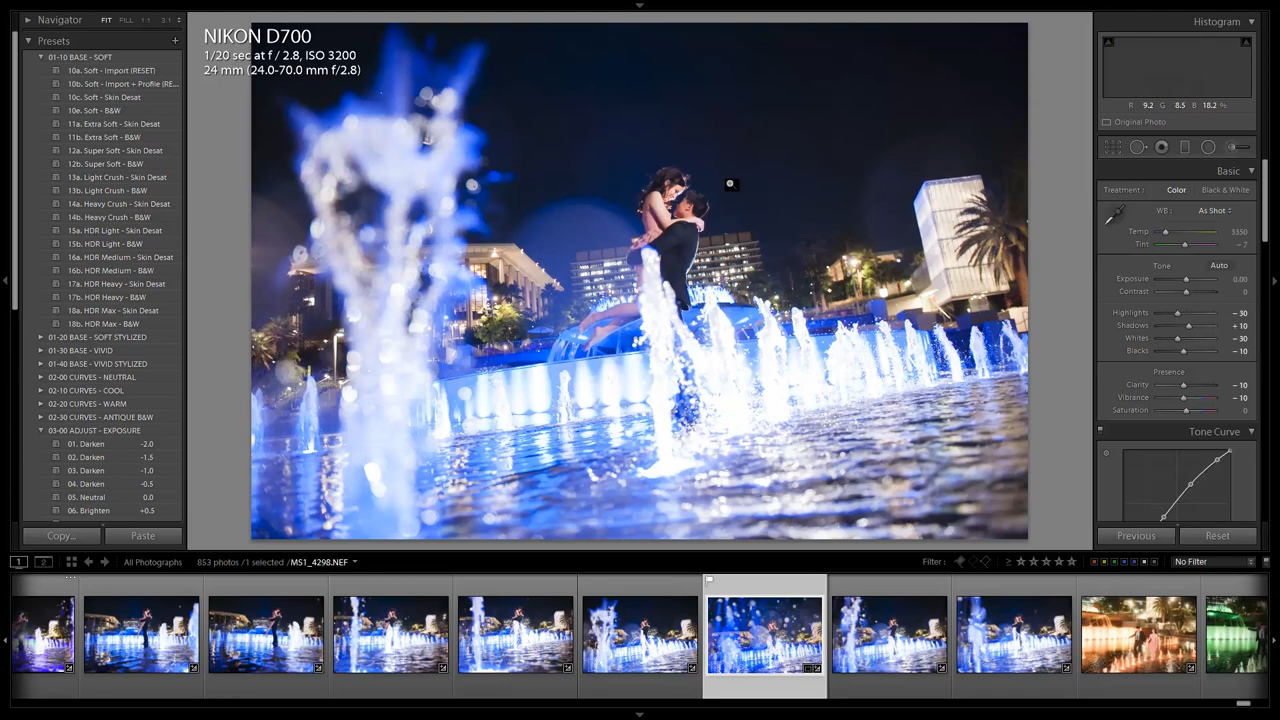 Navigator FIT FILL 1:1 3:1
Presets +
01-10 BASE - SOFT
10a. Soft - Import (RESET)
10b. Soft - Import + Profile (RE...
10c. Soft - Skin Desat
10e. Soft - B&W
11a. Extra Soft - Skin Desat
11b. Extra Soft - B&W
12a. Super Soft - Skin Desat
12b. Super Soft - B&W
13a. Light Crush - Skin Desat
13b. Light Crush - B&W
14a. Heavy Crush - Skin Desat
14b. Heavy Crush - B&W
15a. HDR Light - Skin Desat
15b. HDR Light - B&W
16a. HDR Medium - Skin Desat
16b. HDR Medium - B&W
17a. HDR Heavy - Skin Desat
17b. HDR Heavy - B&W
18a. HDR Max - Skin Desat
18b. HDR Max - B&W
01-20 BASE - SOFT STYLIZED
01-30 BASE - VIVID
01-40 BASE - VIVID STYLIZED
02-00 CURVES - NEUTRAL
02-10 CURVES - COOL
02-20 CURVES - WARM
02-30 CURVES - ANTIQUE B&W
03-00 ADJUST - EXPOSURE
01. Darken -2.0
02. Darken -1.5
03. Darken -1.0
04. Darken -0.5
05. Neutral 0.0
06. Brighten +0.5
Copy... Paste
NIKON D700
1/20 sec at f / 2.8, ISO 3200
24 mm (24.0-70.0 mm f/2.8)
Histogram
R 9.2 G 8.5 B 18.2 %
Original Photo
Basic
Treatment : Color Black & White
WB : As Shot
Temp 3350
Tint - 7
Tone Auto
Exposure 0.00
Contrast 0
Highlights - 30
Shadows + 10
Whites - 30
Blacks - 10
Presence
Clarity - 10
Vibrance - 10
Saturation 0
Tone Curve
Previous Reset
1 2 All Photographs 853 photos / 1 selected / MS1_4298.NEF Filter : ≥ ★★★★★ No Filter